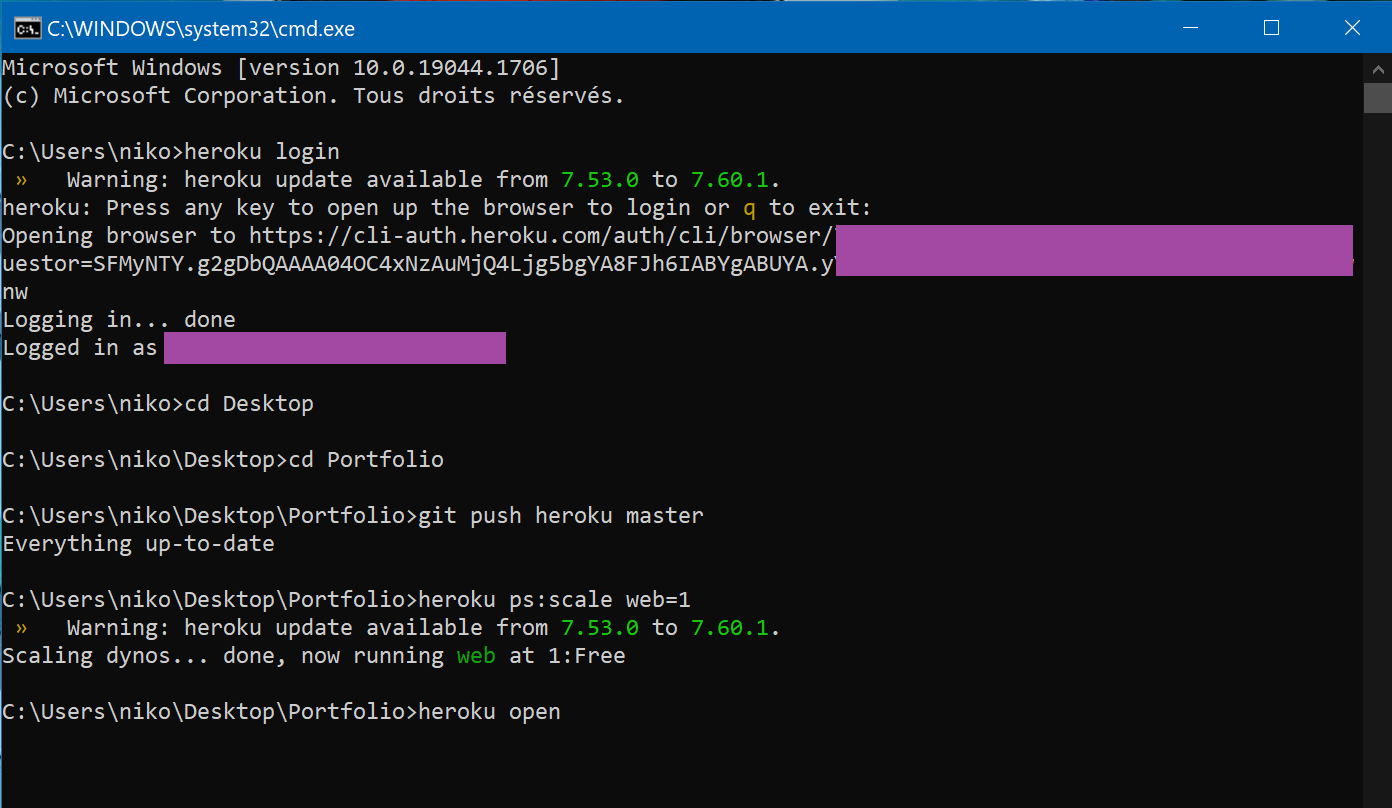 C:\WINDOWS\system32\cmd.exe
Microsoft Windows [version 10.0.19044.1706]
(c) Microsoft Corporation. Tous droits réservés.
C:\Users\niko>heroku login
» Warning: heroku update available from 7.53.0 to 7.60.1.
heroku: Press any key to open up the browser to login or q to exit:
Opening browser to https://cli-auth.heroku.com/auth/cli/browser/
uestor=SFMyNTY.g2gDbQAAAA04OC4xNzAuMjQ4Ljg5bgYA8FJh6IABYgABUYA.y
nw
Logging in... done
Logged in as
C:\Users\niko>cd Desktop
C:\Users\niko\Desktop>cd Portfolio
C:\Users\niko\Desktop\Portfolio>git push heroku master
Everything up-to-date
C:\Users\niko\Desktop\Portfolio>heroku ps:scale web=1
» Warning: heroku update available from 7.53.0 to 7.60.1.
Scaling dynos... done, now running web at 1:Free
C:\Users\niko\Desktop\Portfolio>heroku open